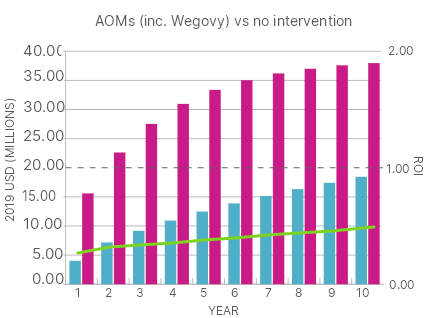 AOMs (inc. Wegovy) vs no intervention
40.00
35.00
30.00
25.00
20.00
15.00
10.00
5.00
0.00
2019 USD (MILLIONS)
2.00
1.00
0.00
ROI
1 2 3 4 5 6 7 8 9 10
YEAR